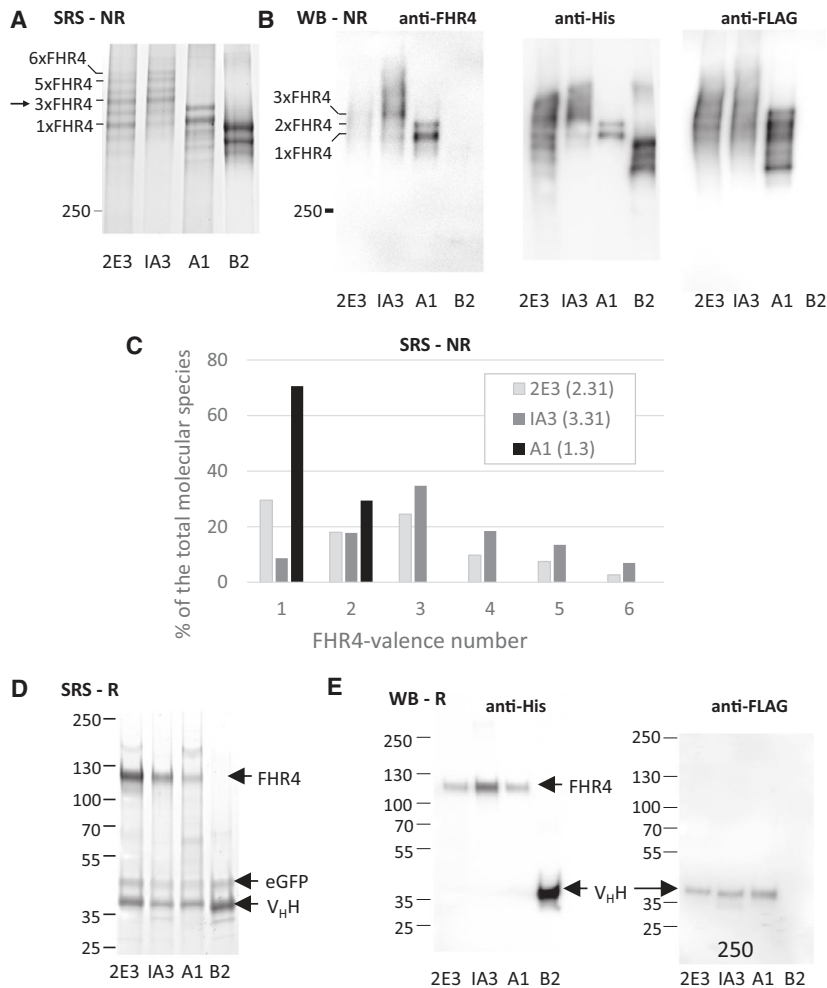 A SRS - NR
6xFHR4
5xFHR4
3xFHR4
1xFHR4
250
2E3 IA3 A1 B2
B WB - NR anti-FHR4 anti-His anti-FLAG
3xFHR4
2xFHR4
1xFHR4
250
2E3 IA3 A1 B2 2E3 IA3 A1 B2 2E3 IA3 A1 B2
C SRS - NR
% of the total molecular species
80
60
40
20
0
2E3 (2.31)
IA3 (3.31)
A1 (1.3)
1 2 3 4 5 6
FHR4-valence number
D SRS - R
250
130
100
70
55
35
25
FHR4
eGFP
VHH
2E3 IA3 A1 B2
E WB - R anti-His anti-FLAG
250
130
100
70
55
35
25
FHR4
VHH
250
130
100
70
55
35
25
250
2E3 IA3 A1 B2 2E3 IA3 A1 B2